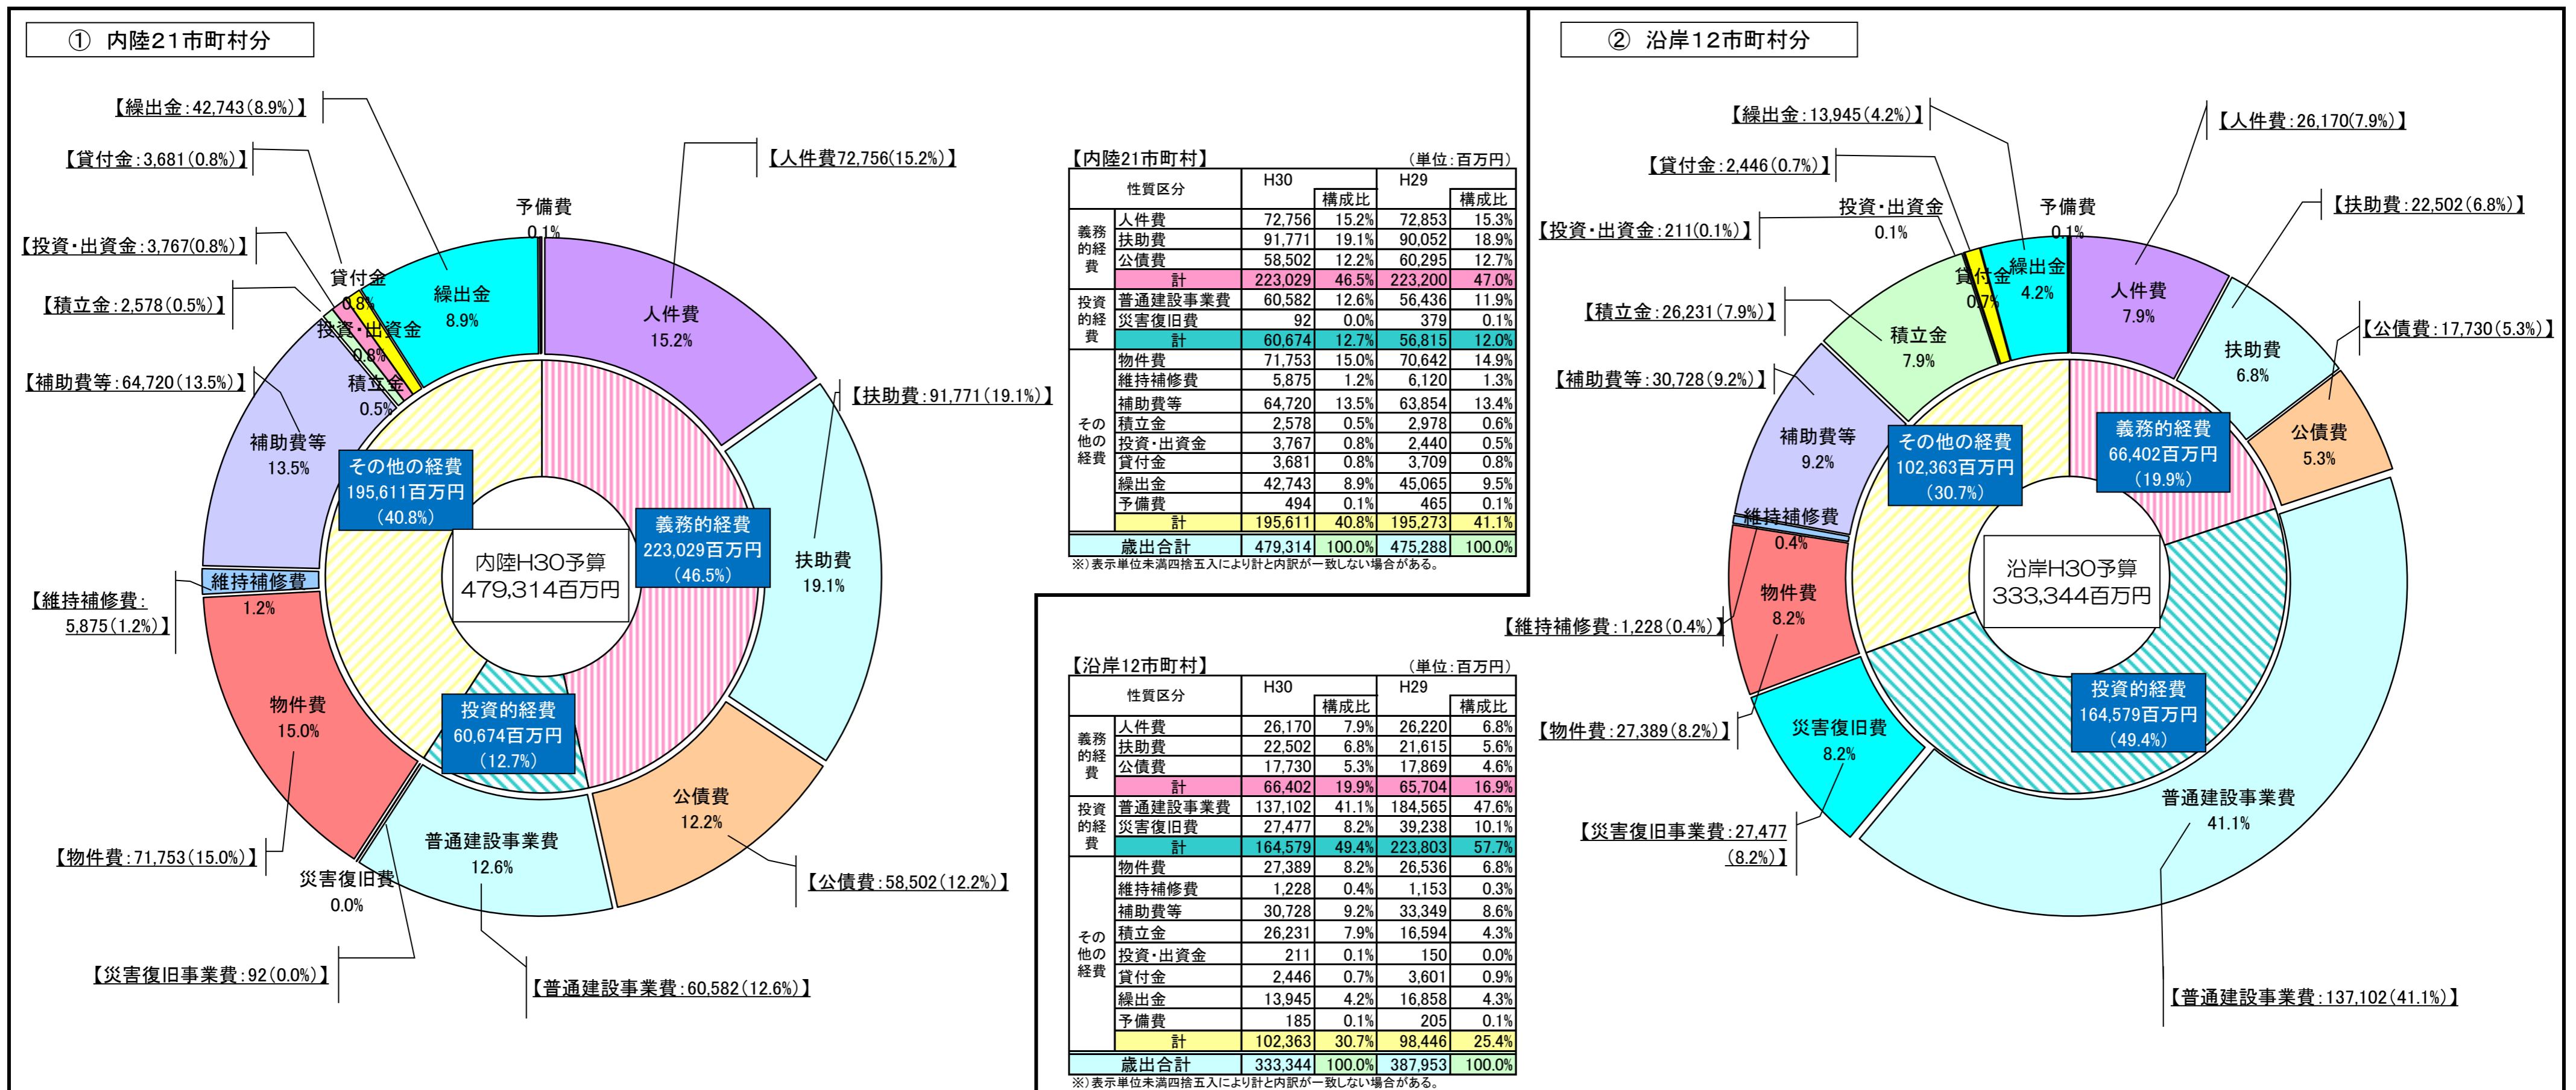 ① 内陸21市町村分
【繰出金:42,743(8.9%)】
【貸付金:3,681(0.8%)】
【投資・出資金:3,767(0.8%)】
【積立金:2,578(0.5%)】
【補助費等:64,720(13.5%)】
【維持補修費:
5,875(1.2%)】
【物件費:71,753(15.0%)】
【災害復旧事業費:92(0.0%)】
【普通建設事業費:60,582(12.6%)】
【公債費:58,502(12.2%)】
【扶助費:91,771(19.1%)】
【人件費72,756(15.2%)】
予備費
0.1%
人件費
15.2%
扶助費
19.1%
公債費
12.2%
普通建設事業費
12.6%
災害復旧費
0.0%
物件費
15.0%
維持補修費
1.2%
補助費等
13.5%
積立金
0.5%
投資・出資金
0.8%
貸付金
0.8%
繰出金
8.9%
その他の経費
195,611百万円
(40.8%)
義務的経費
223,029百万円
(46.5%)
投資的経費
60,674百万円
(12.7%)
内陸H30予算
479,314百万円
【内陸21市町村】 (単位:百万円)
性質区分 H30 H29
構成比 構成比
義務的経費
人件費 72,756 15.2% 72,853 15.3%
扶助費 91,771 19.1% 90,052 18.9%
公債費 58,502 12.2% 60,295 12.7%
計 223,029 46.5% 223,200 47.0%
投資的経費
普通建設事業費 60,582 12.6% 56,436 11.9%
災害復旧費 92 0.0% 379 0.1%
計 60,674 12.7% 56,815 12.0%
その他の経費
物件費 71,753 15.0% 70,642 14.9%
維持補修費 5,875 1.2% 6,120 1.3%
補助費等 64,720 13.5% 63,854 13.4%
積立金 2,578 0.5% 2,978 0.6%
投資・出資金 3,767 0.8% 2,440 0.5%
貸付金 3,681 0.8% 3,709 0.8%
繰出金 42,743 8.9% 45,065 9.5%
予備費 494 0.1% 465 0.1%
計 195,611 40.8% 195,273 41.1%
歳出合計 479,314 100.0% 475,288 100.0%
※)表示単位未満四捨五入により計と内訳が一致しない場合がある。
【沿岸12市町村】 (単位:百万円)
性質区分 H30 H29
構成比 構成比
義務的経費
人件費 26,170 7.9% 26,220 6.8%
扶助費 22,502 6.8% 21,615 5.6%
公債費 17,730 5.3% 17,869 4.6%
計 66,402 19.9% 65,704 16.9%
投資的経費
普通建設事業費 137,102 41.1% 184,565 47.6%
災害復旧費 27,477 8.2% 39,238 10.1%
計 164,579 49.4% 223,803 57.7%
その他の経費
物件費 27,389 8.2% 26,536 6.8%
維持補修費 1,228 0.4% 1,153 0.3%
補助費等 30,728 9.2% 33,349 8.6%
積立金 26,231 7.9% 16,594 4.3%
投資・出資金 211 0.1% 150 0.0%
貸付金 2,446 0.7% 3,601 0.9%
繰出金 13,945 4.2% 16,858 4.3%
予備費 185 0.1% 205 0.1%
計 102,363 30.7% 98,446 25.4%
歳出合計 333,344 100.0% 387,953 100.0%
※)表示単位未満四捨五入により計と内訳が一致しない場合がある。
② 沿岸12市町村分
【繰出金:13,945(4.2%)】
【貸付金:2,446(0.7%)】
【投資・出資金:211(0.1%)】
【積立金:26,231(7.9%)】
【補助費等:30,728(9.2%)】
【維持補修費:1,228(0.4%)】
【物件費:27,389(8.2%)】
【災害復旧事業費:27,477
(8.2%)】
【普通建設事業費:137,102(41.1%)】
【公債費:17,730(5.3%)】
【扶助費:22,502(6.8%)】
【人件費:26,170(7.9%)】
投資・出資金
0.1%
予備費
0.1%
貸付金
0.7%
繰出金
4.2%
人件費
7.9%
扶助費
6.8%
公債費
5.3%
普通建設事業費
41.1%
災害復旧費
8.2%
物件費
8.2%
維持補修費
0.4%
補助費等
9.2%
積立金
7.9%
その他の経費
102,363百万円
(30.7%)
義務的経費
66,402百万円
(19.9%)
投資的経費
164,579百万円
(49.4%)
沿岸H30予算
333,344百万円